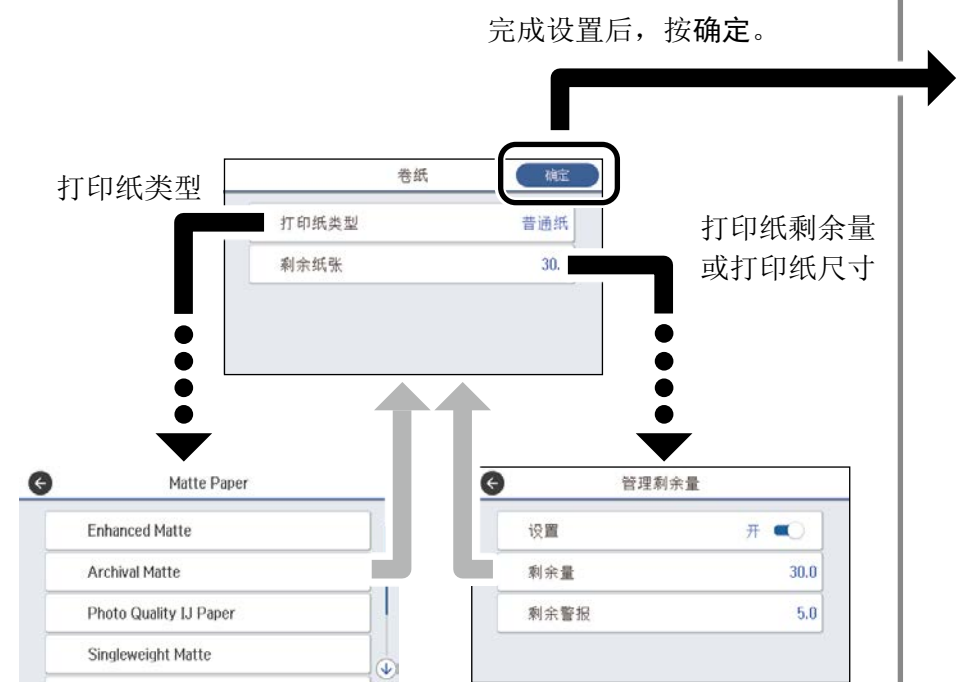 完成设置后，按确定。
打印纸类型
卷纸
确定
打印纸类型 普通纸
剩余纸张 30.
打印纸剩余量
或打印纸尺寸
Matte Paper
Enhanced Matte
Archival Matte
Photo Quality IJ Paper
Singleweight Matte
管理剩余量
设置 开
剩余量 30.0
剩余警报 5.0